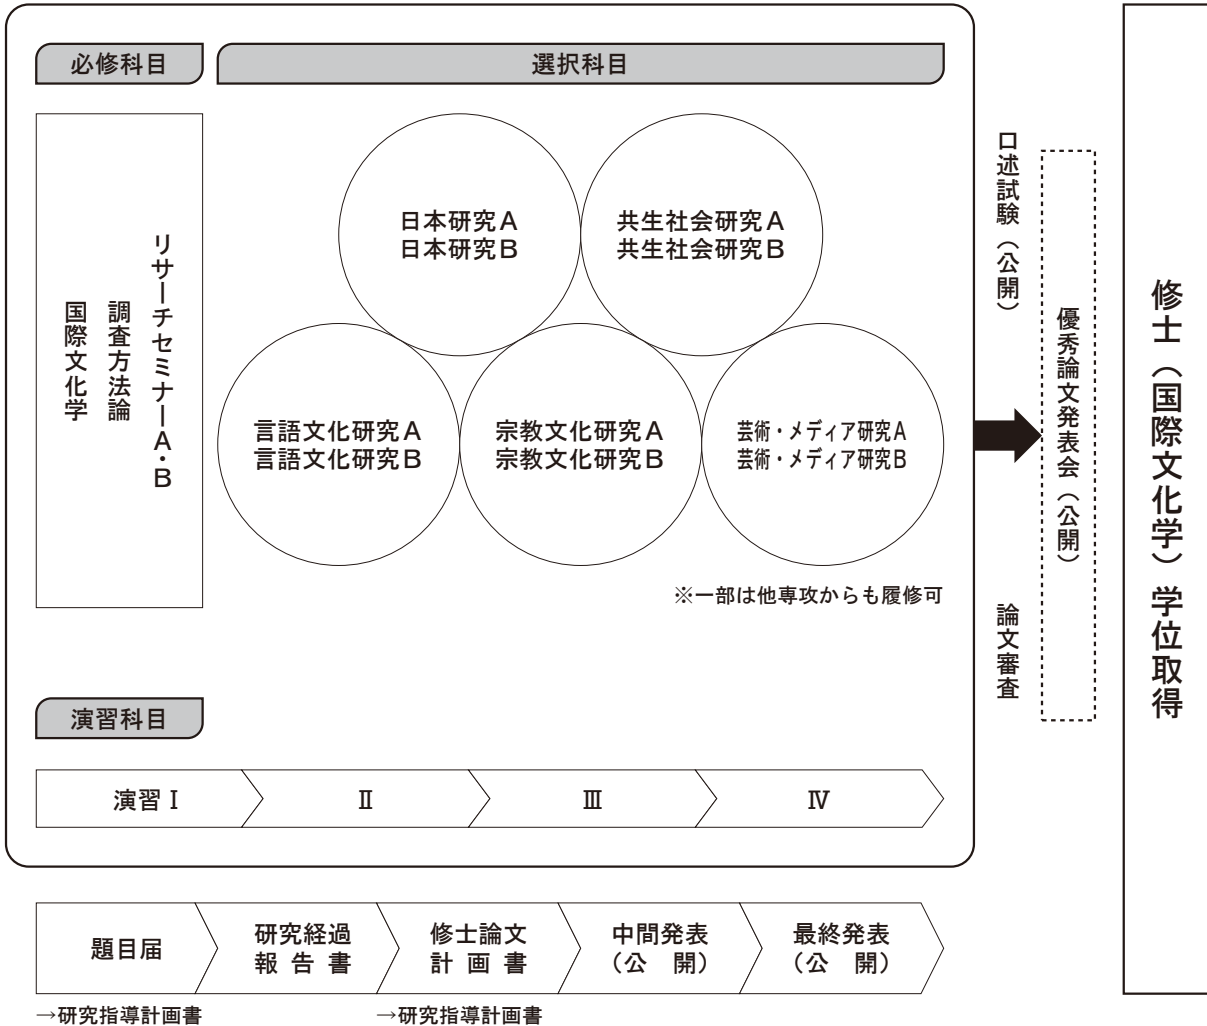 必修科目
選択科目
リサーチセミナーA・B
調査方法論
国際文化学
日本研究A
日本研究B
共生社会研究A
共生社会研究B
言語文化研究A
言語文化研究B
宗教文化研究A
宗教文化研究B
芸術・メディア研究A
芸術・メディア研究B
※一部は他専攻からも履修可
演習科目
演習Ⅰ
Ⅱ
Ⅲ
Ⅳ
口述試験（公開）
論文審査
優秀論文発表会（公開）
修士（国際文化学）学位取得
題目届
研究経過
報告書
修士論文
計画書
中間発表
（公　開）
最終発表
（公　開）
→研究指導計画書
→研究指導計画書